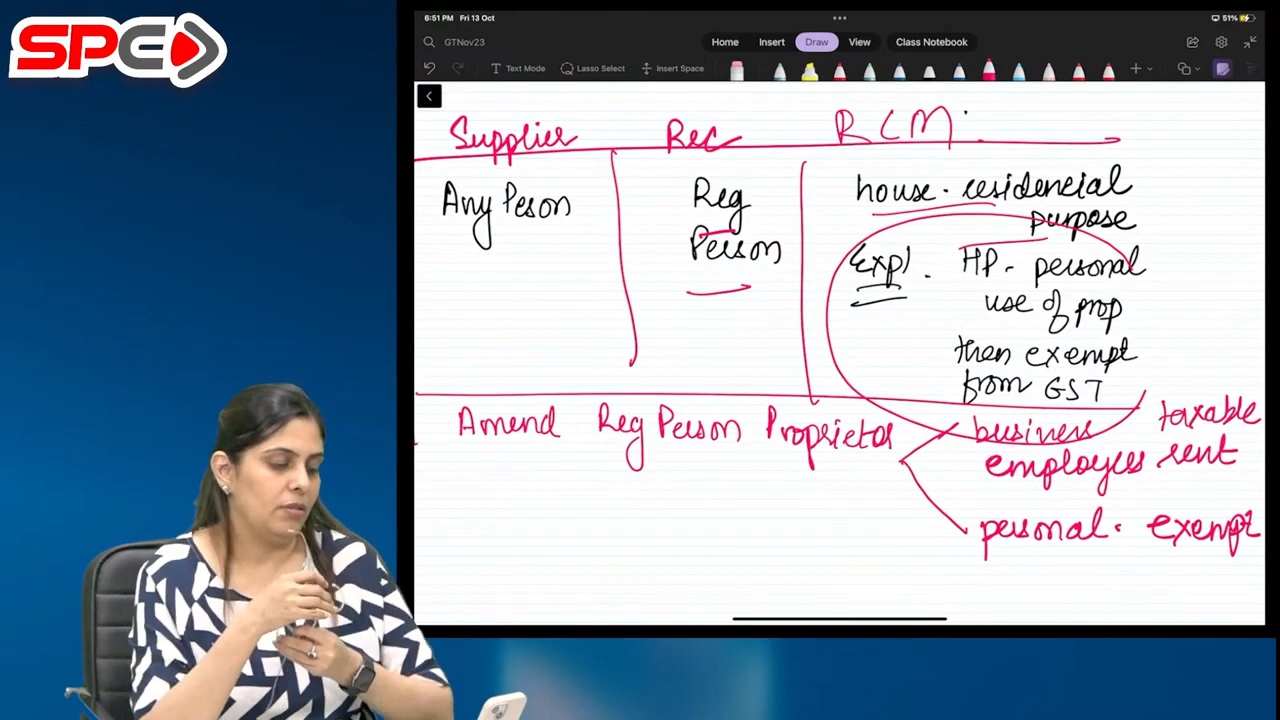 SPC
6:51 PM Fri 13 Oct
51%
GTNov23
Home Insert Draw View Class Notebook
Text Mode Lasso Select Insert Space
Supplier Rec RCM
Any Person
Reg
Person
house. residencial
purpose
Expl. HP- personal
use of prop
then exempt
from GST
Amend Reg Person Proprietor
business taxable
employees rent
personal. exempt